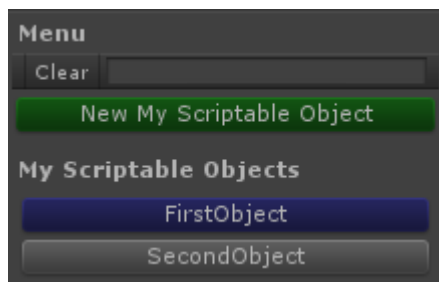 Menu
Clear
New My Scriptable Object
My Scriptable Objects
FirstObject
SecondObject